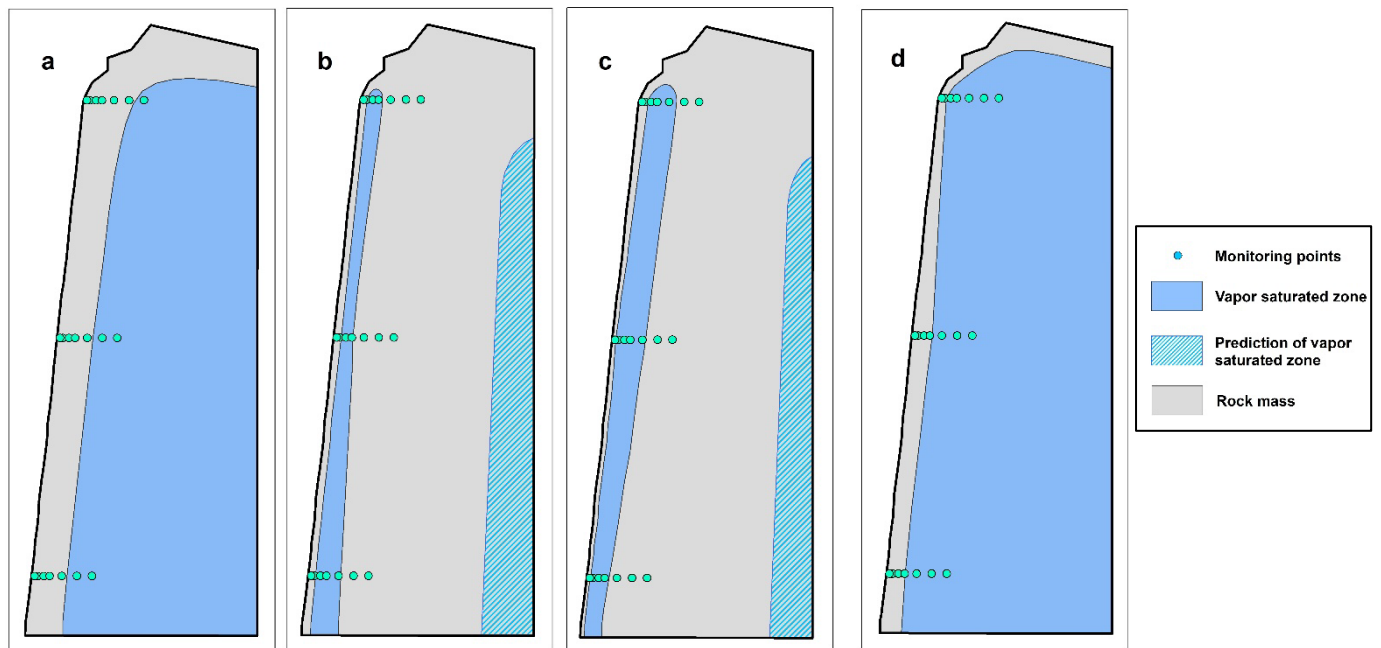 a
b
c
d
Monitoring points
Vapor saturated zone
Prediction of vapor
saturated zone
Rock mass